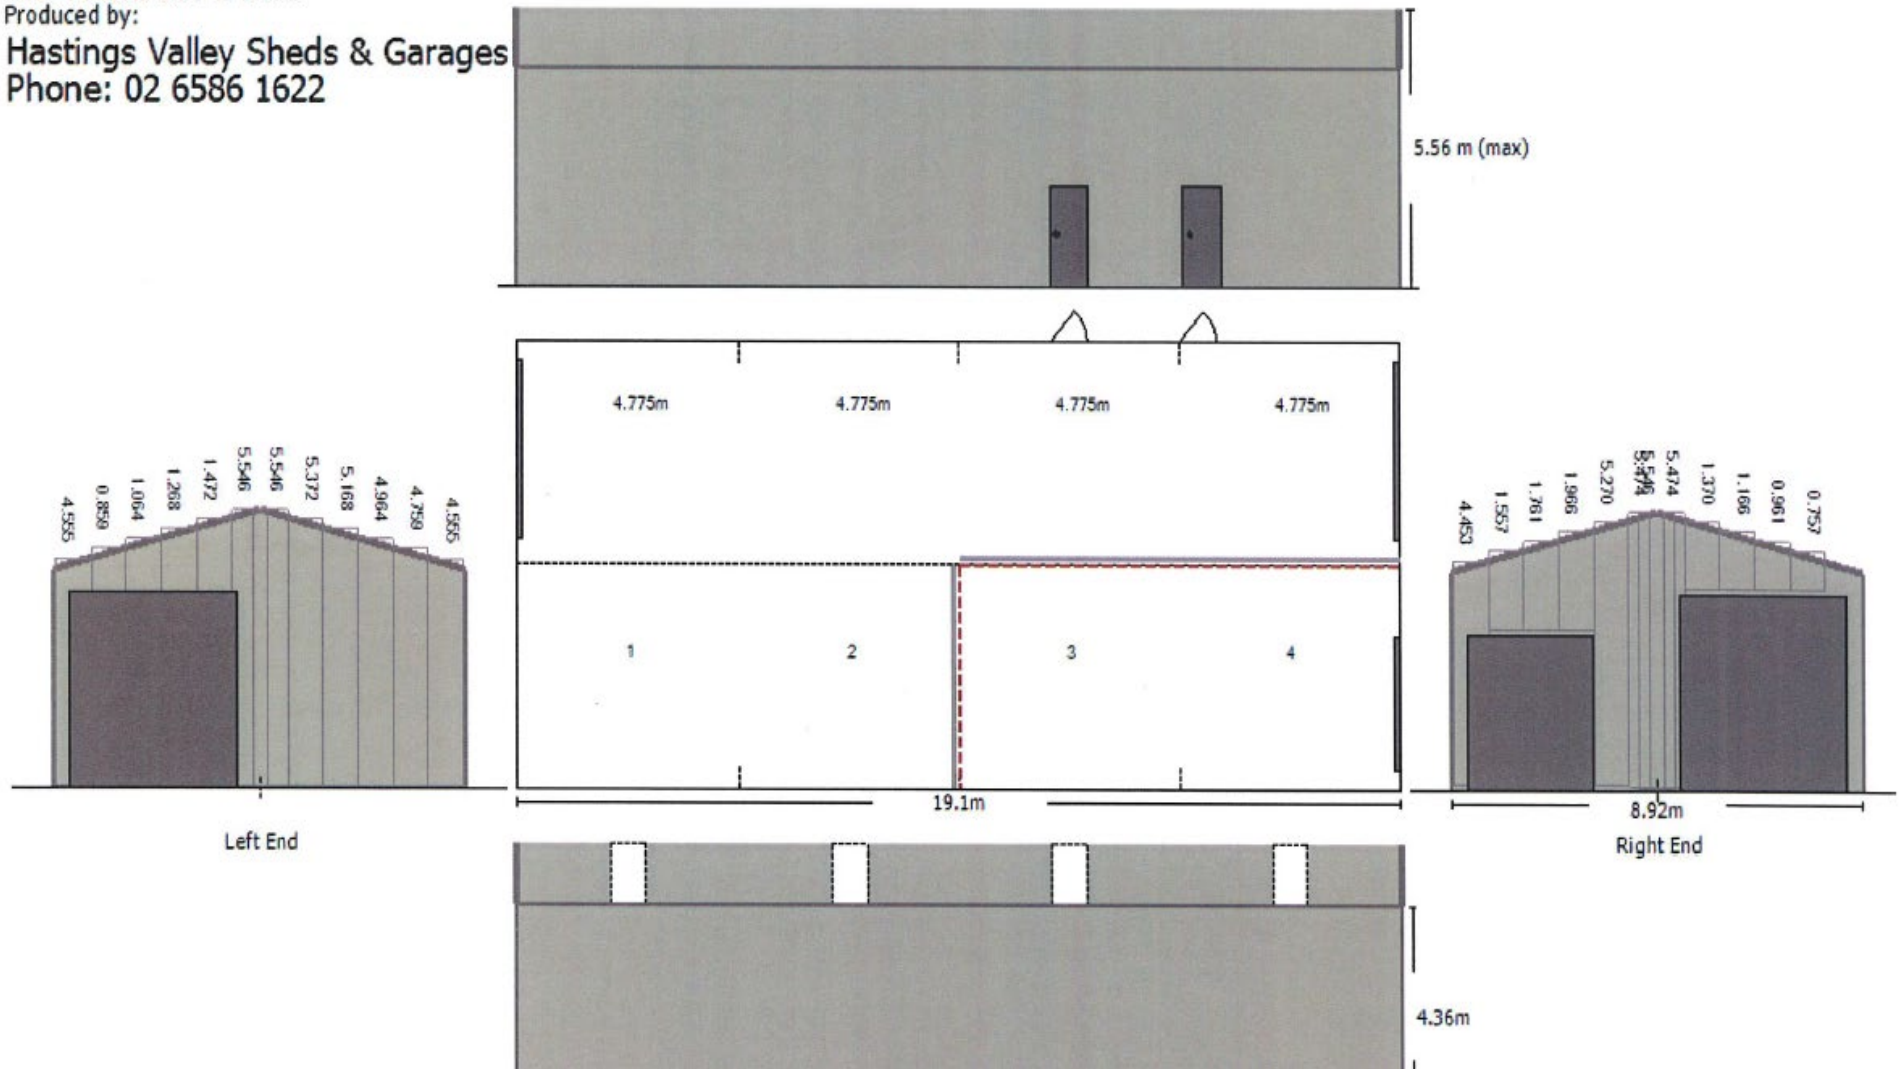 Produced by:
Hastings Valley Sheds & Garages
Phone: 02 6586 1622
5.56 m (max)
4.775m 4.775m 4.775m 4.775m
4.555 0.859 1.064 1.268 1.472 5.546 5.546 5.372 5.168 4.964 4.759 4.555
4.453 1.557 1.761 1.966 5.270 5.546 5.474 1.370 1.166 0.961 0.757
1 2 3 4
19.1m
8.92m
Left End
Right End
4.36m